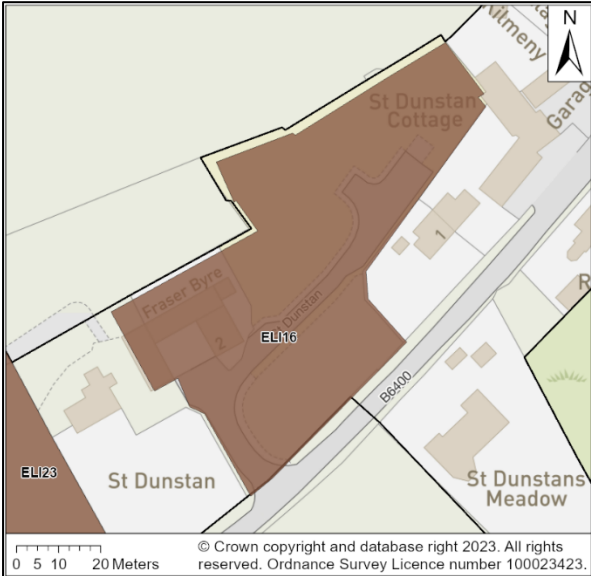 N
Kilmeny
Garag
St Dunstan
Cottage
1
Fraser Byre
St Dunstan
2
ELI16
B6400
R
ELI23
St Dunstan
St Dunstans
Meadow
0 5 10 20 Meters
© Crown copyright and database right 2023. All rights
reserved. Ordnance Survey Licence number 100023423.